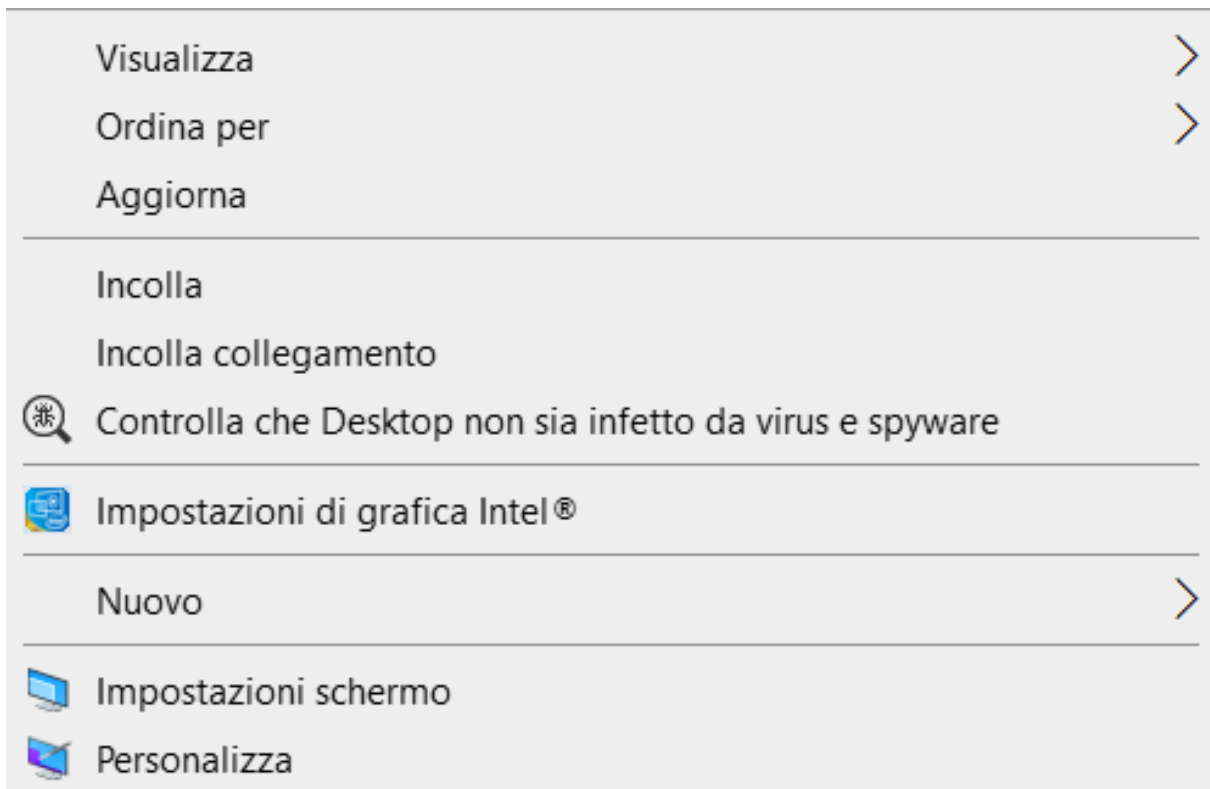 Visualizza
Ordina per
Aggiorna
Incolla
Incolla collegamento
Controlla che Desktop non sia infetto da virus e spyware
Impostazioni di grafica Intel®
Nuovo
Impostazioni schermo
Personalizza